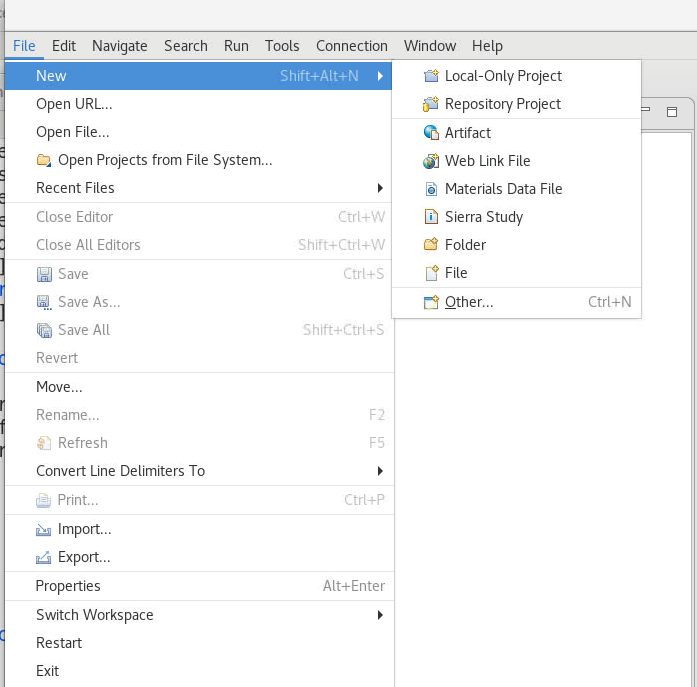 File Edit Navigate Search Run Tools Connection Window Help
New Shift+Alt+N
Open URL...
Open File...
Open Projects from File System...
Recent Files
Close Editor Ctrl+W
Close All Editors Shift+Ctrl+W
Save Ctrl+S
Save As...
Save All Shift+Ctrl+S
Revert
Move...
Rename... F2
Refresh F5
Convert Line Delimiters To
Print... Ctrl+P
Import...
Export...
Properties Alt+Enter
Switch Workspace
Restart
Exit
Local-Only Project
Repository Project
Artifact
Web Link File
Materials Data File
Sierra Study
Folder
File
Other... Ctrl+N